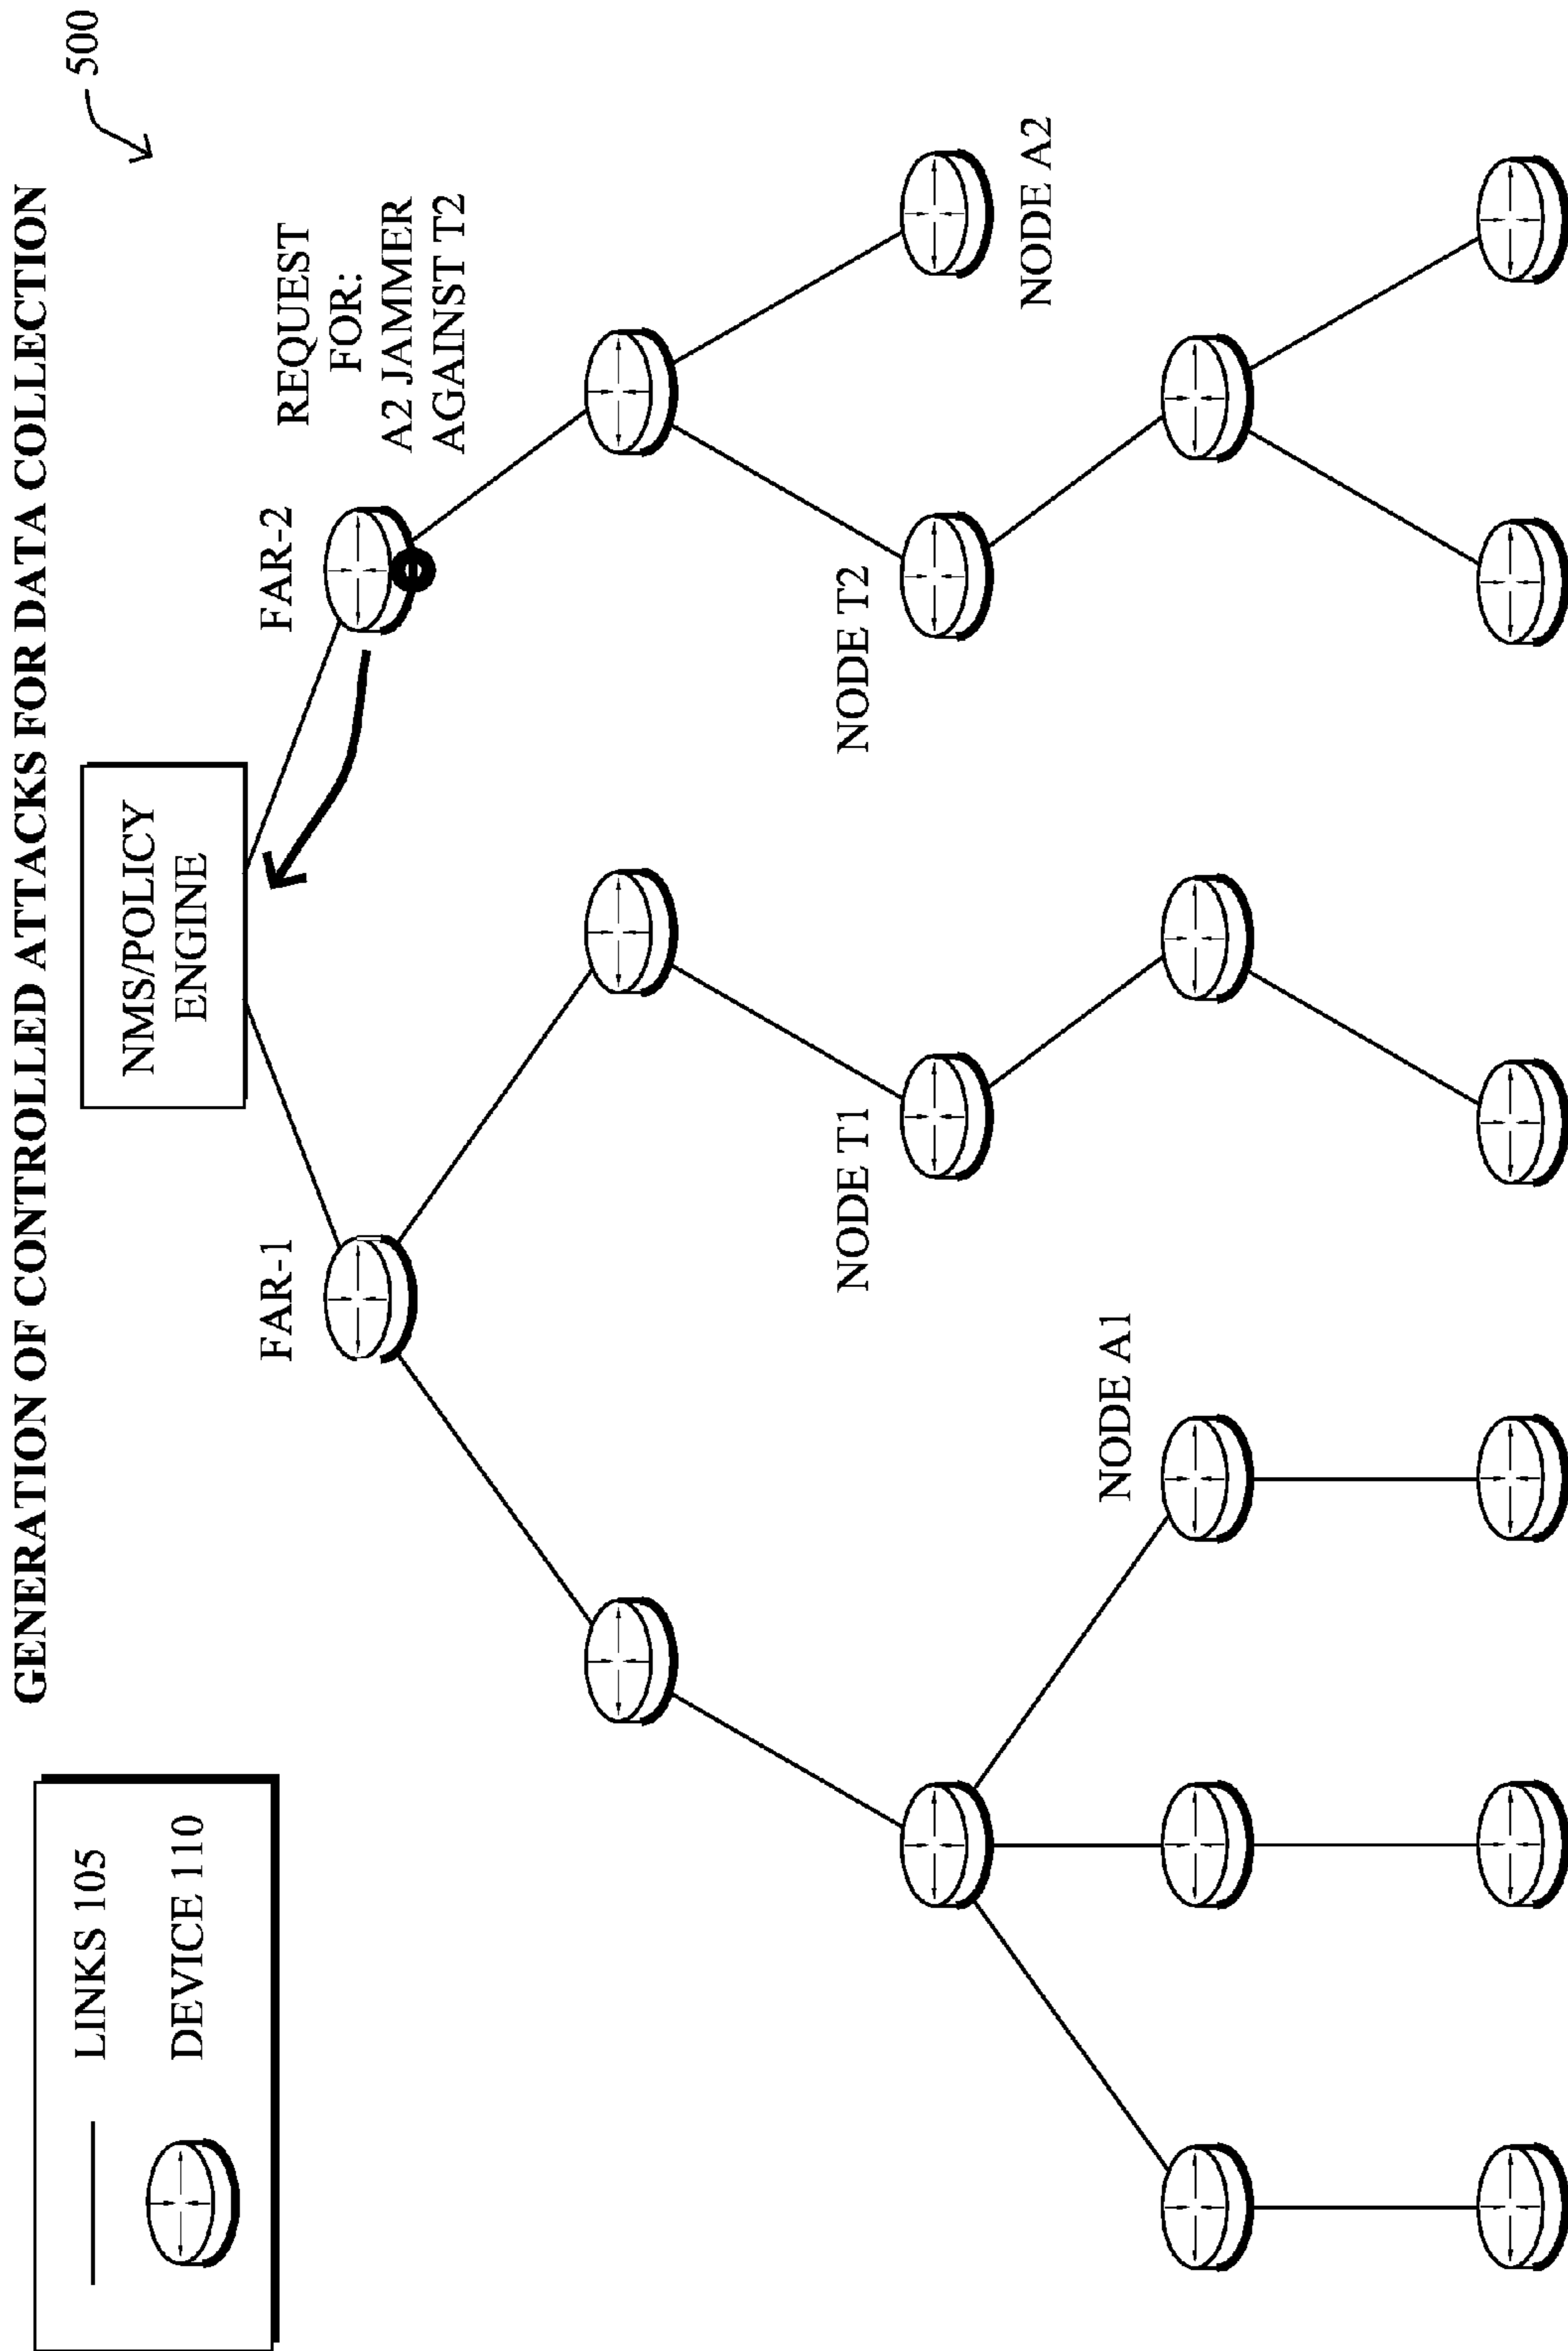 GENERATION OF CONTROLLED ATTACKS FOR DATA COLLECTION
500
LINKS 105
DEVICE 110
NMS/POLICY
ENGINE
FAR-1
FAR-2
REQUEST
FOR:
A2 JAMMER
AGAINST T2
NODE T1
NODE T2
NODE A2
NODE A1